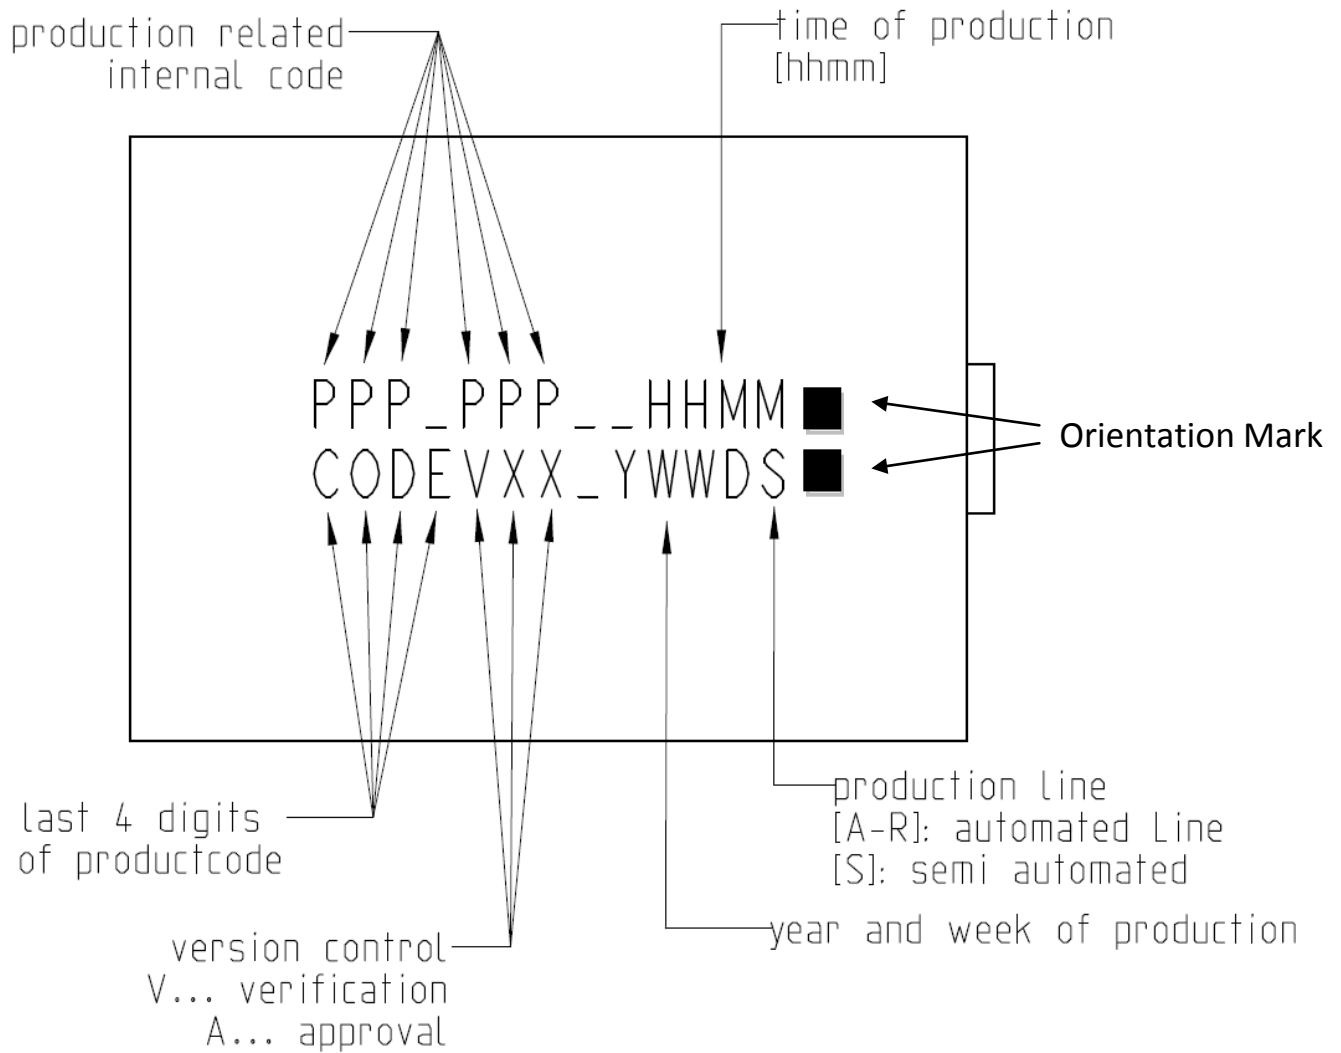 production related
internal code
time of production
[hhmm]
PPP_PPP__HHMM
CODEVXX_YWWDS
Orientation Mark
last 4 digits
of productcode
production line
[A-R]: automated Line
[S]: semi automated
year and week of production
version control
V... verification
A... approval